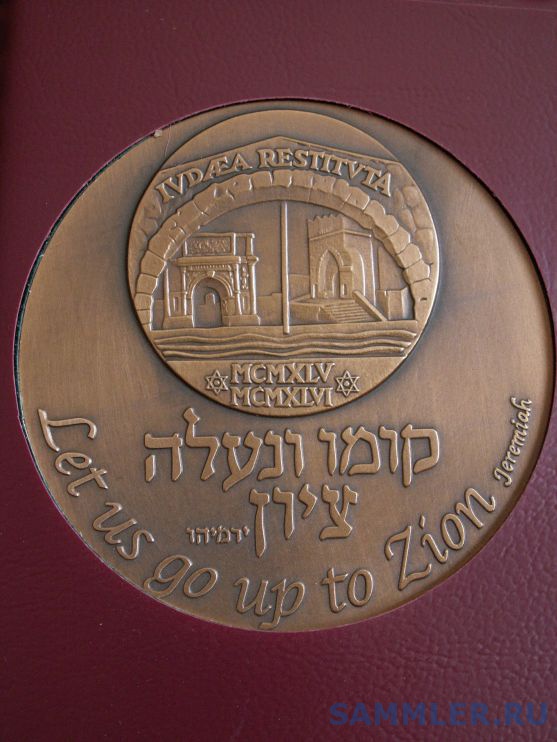 IVDÆA RESTITVTA
MCMXLV
MCMXLVI
קומו ונעלה
ציון ירמיהו
Let us go up to Zion Jeremiah
SAMMLER.RU